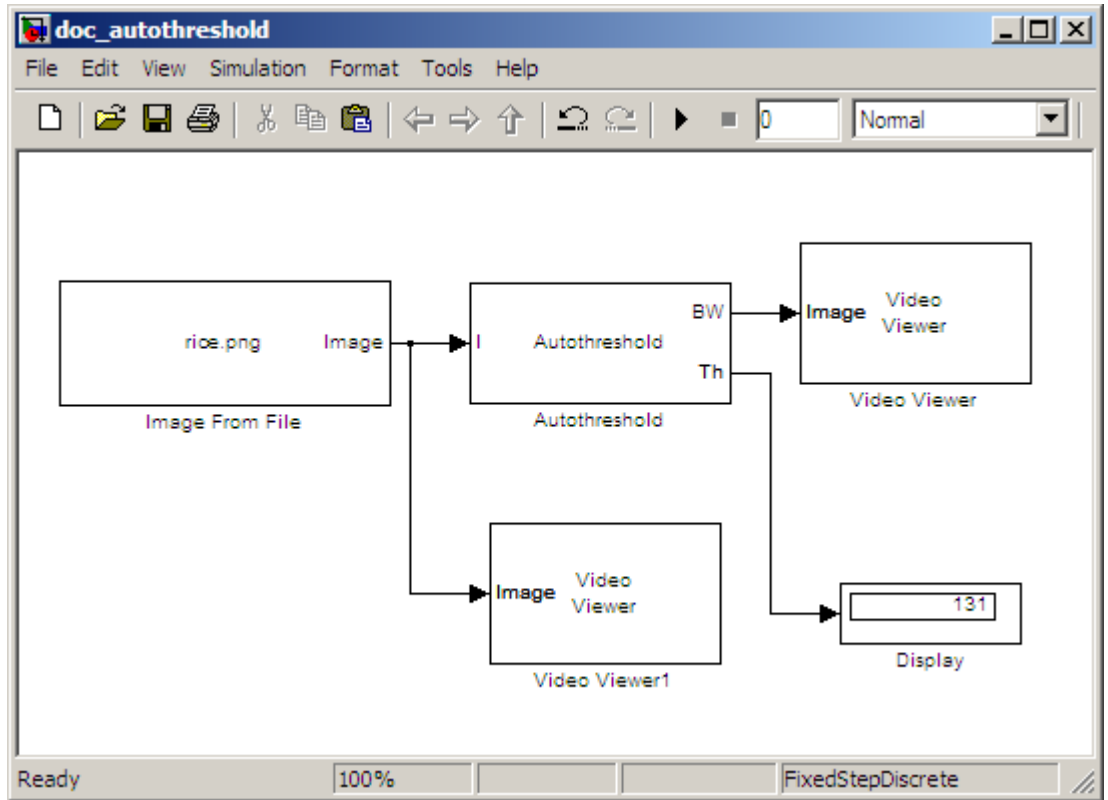 doc_autothreshold
File Edit View Simulation Format Tools Help
0 Normal
rice.png Image
Image From File
I Autothreshold BW
Th
Autothreshold
Image Video
Viewer
Video Viewer
Image Video
Viewer
Video Viewer1
131
Display
Ready 100% FixedStepDiscrete